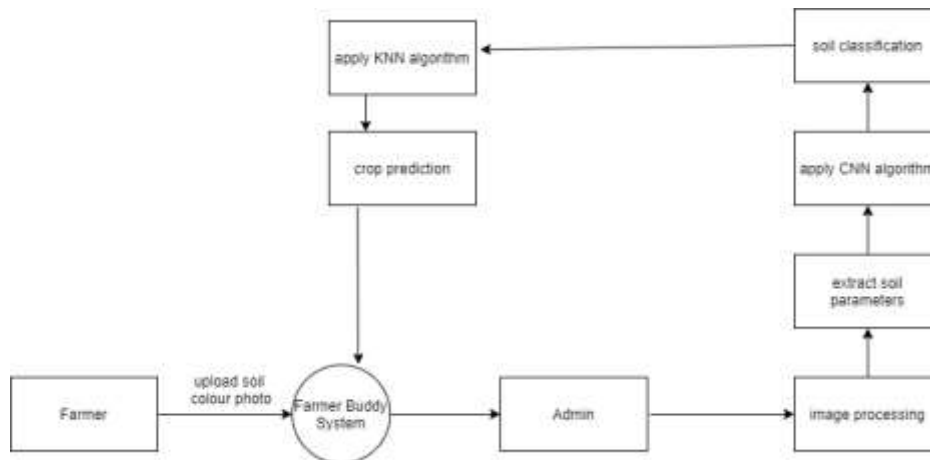 apply KNN algorithm
soil classification
crop prediction
apply CNN algorithm
extract soil
parameters
upload soil
colour photo
Farmer
Farmer Buddy
System
Admin
image processing